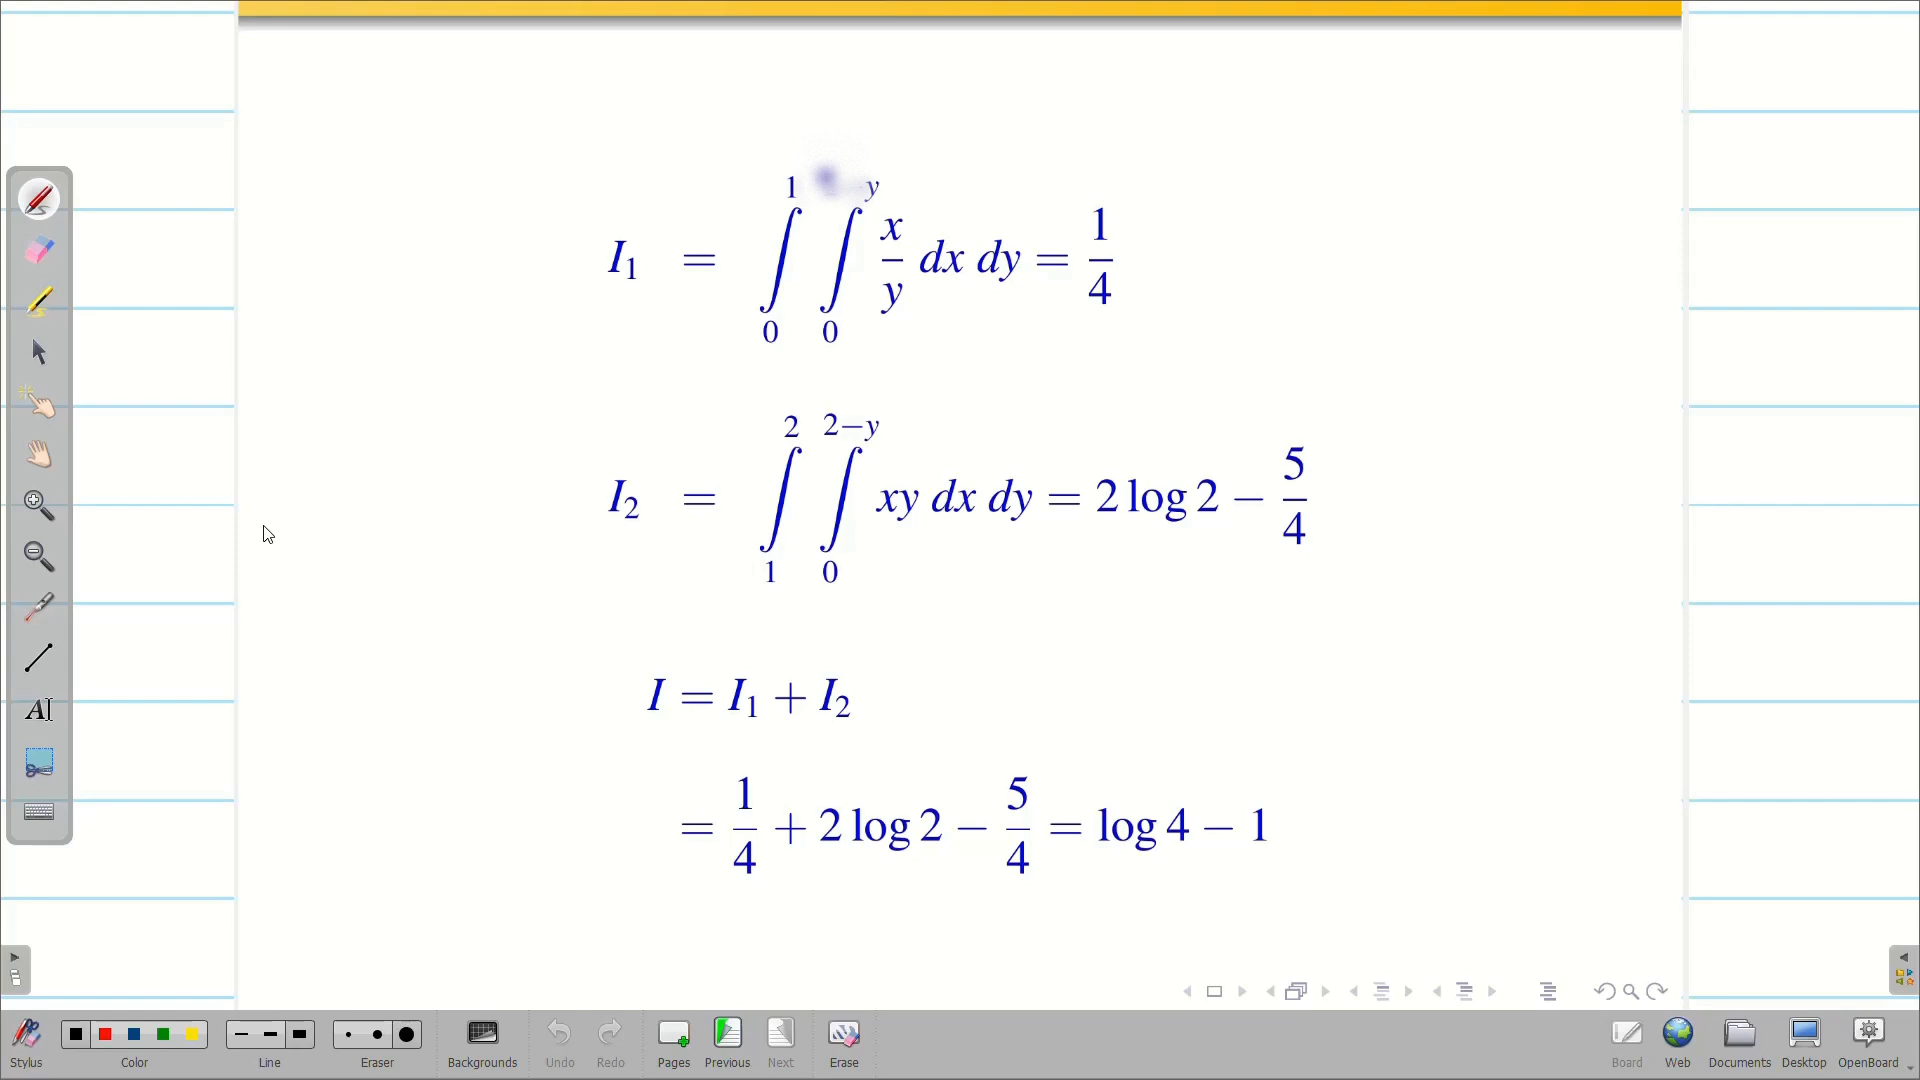 I₁ = ∫₀¹ ∫₀^y x/y dx dy = 1/4
I₂ = ∫₁² ∫₀^(2−y) xy dx dy = 2 log 2 − 5/4
I = I₁ + I₂
= 1/4 + 2 log 2 − 5/4 = log 4 − 1
Stylus Color Line Eraser Backgrounds Undo Redo Pages Previous Next Erase Board Web Documents Desktop OpenBoard